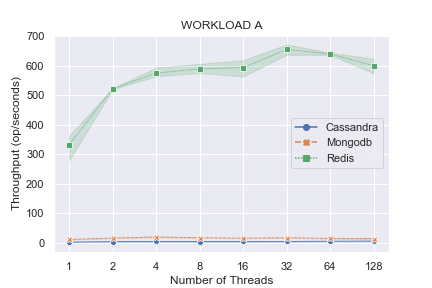 WORKLOAD A
Throughput (op/seconds)
700
600
500
400
300
200
100
0
Cassandra
Mongodb
Redis
1 2 4 8 16 32 64 128
Number of Threads